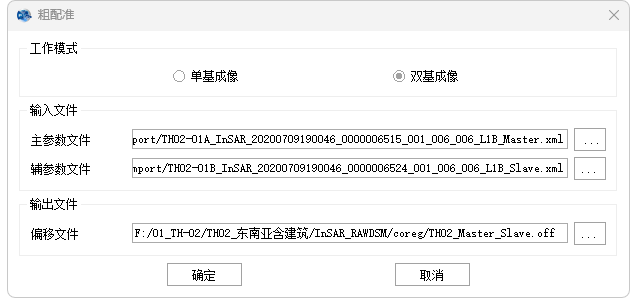 粗配准
工作模式
单基成像
双基成像
输入文件
主参数文件 port/TH02-01A_InSAR_20200709190046_0000006515_001_006_006_L1B_Master.xml ...
辅参数文件 mport/TH02-01B_InSAR_20200709190046_0000006524_001_006_006_L1B_Slave.xml ...
输出文件
偏移文件 F:/01_TH-02/TH02_东南亚含建筑/InSAR_RAWDSM/coreg/TH02_Master_Slave.off ...
确定 取消